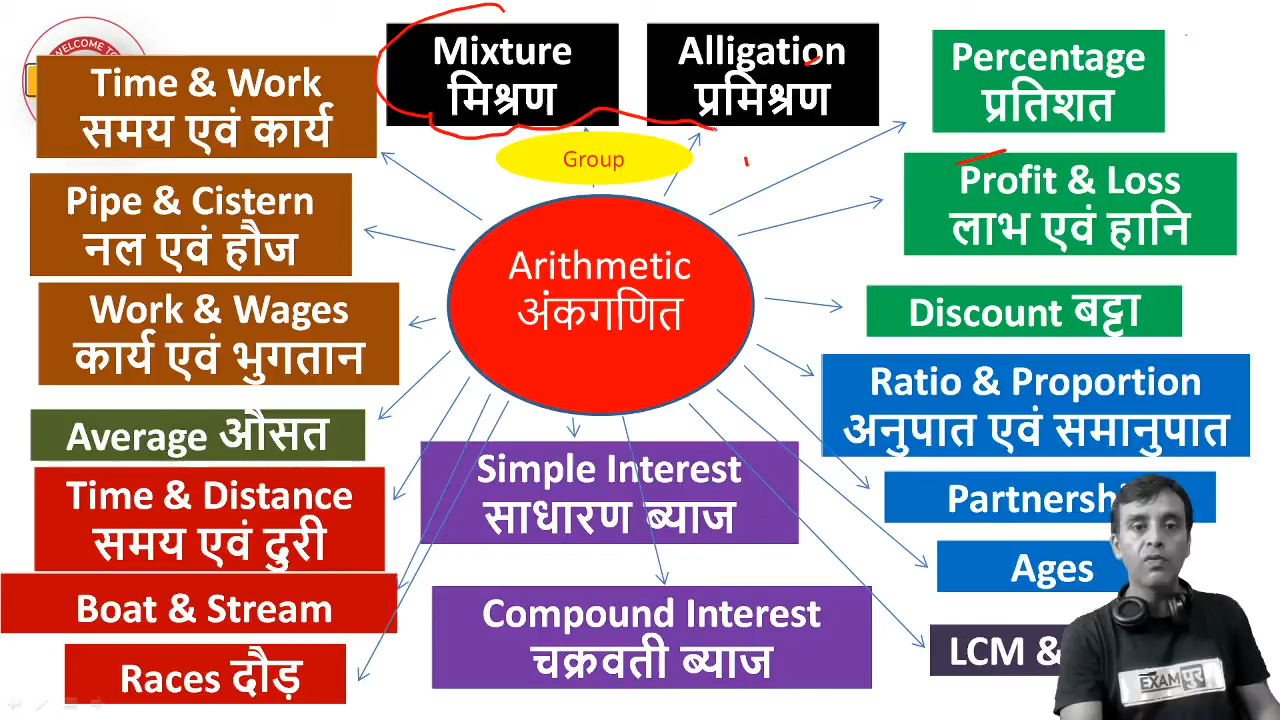 WELCOME TO
Mixture
मिश्रण
Alligation
प्रमिश्रण
Percentage
प्रतिशत
Time & Work
समय एवं कार्य
Group
Profit & Loss
लाभ एवं हानि
Pipe & Cistern
नल एवं हौज
Arithmetic
अंकगणित
Work & Wages
कार्य एवं भुगतान
Discount बट्टा
Ratio & Proportion
अनुपात एवं समानुपात
Average औसत
Simple Interest
साधारण ब्याज
Time & Distance
समय एवं दुरी
Ages
Boat & Stream
Compound Interest
चक्रवती ब्याज
LCM &
Races दौड़
EXAM पुर